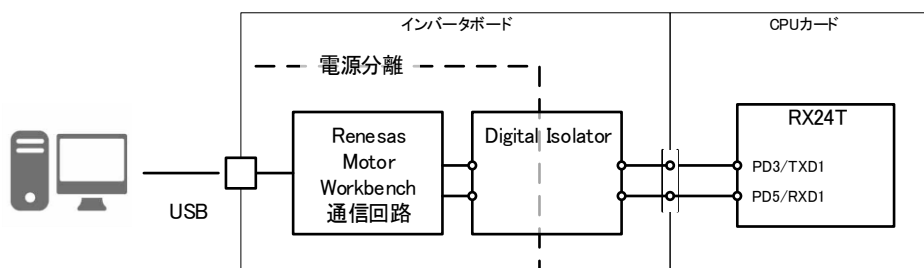 インバータボード
CPUカード
電源分離
Renesas
Motor
Workbench
通信回路
Digital Isolator
RX24T
PD3/TXD1
PD5/RXD1
USB